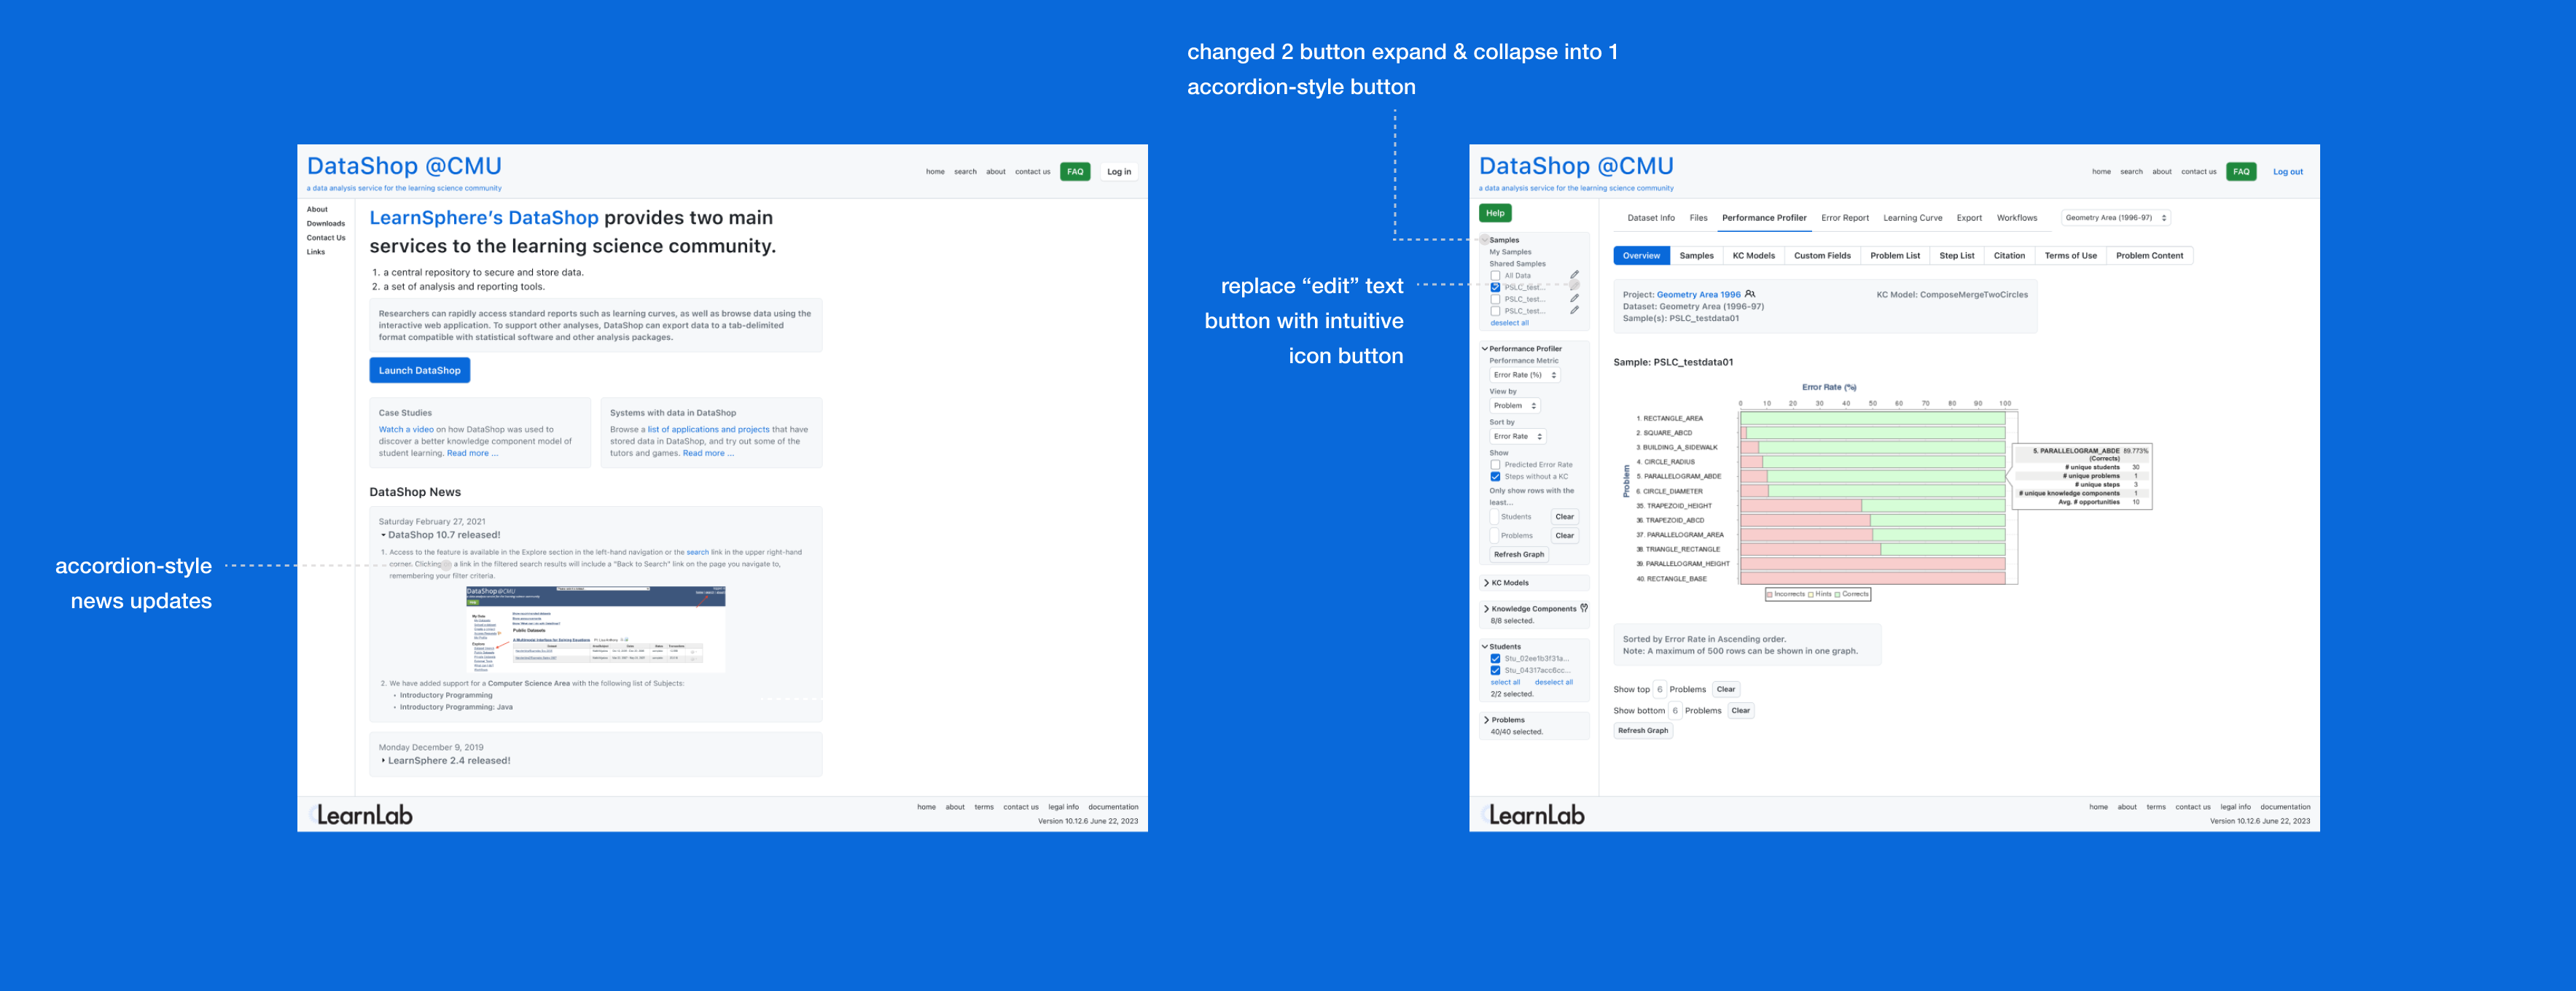 changed 2 button expand & collapse into 1
accordion-style button
replace “edit” text
button with intuitive
icon button
accordion-style
news updates
DataShop @CMU
a data analysis service for the learning science community
home search about contact us FAQ Log in
About
Downloads
Contact Us
Links
LearnSphere’s DataShop provides two main
services to the learning science community.
1. a central repository to secure and store data.
2. a set of analysis and reporting tools.
Researchers can rapidly access standard reports such as learning curves, as well as browse data using the
interactive web application. To support other analyses, DataShop can export data to a tab-delimited
format compatible with statistical software and other analysis packages.
Launch DataShop
Case Studies
Watch a video on how DataShop was used to
discover a better knowledge component model of
student learning. Read more ...
Systems with data in DataShop
Browse a list of applications and projects that have
stored data in DataShop, and try out some of the
tutors and games. Read more ...
DataShop News
Saturday February 27, 2021
DataShop 10.7 released!
1. Access to the feature is available in the Explore section in the left-hand navigation or the search link in the upper right-hand
corner. Clicking a link in the filtered search results will include a "Back to Search" link on the page you navigate to,
remembering your filter criteria.
DataShop@CMU
Public Datasets
2. We have added support for a Computer Science Area with the following list of Subjects:
• Introductory Programming
• Introductory Programming: Java
Monday December 9, 2019
LearnSphere 2.4 released!
LearnLab
home about terms contact us legal info documentation
Version 10.12.6 June 22, 2023
DataShop @CMU
a data analysis service for the learning science community
home search about contact us FAQ Log out
Help
Samples
My Samples
Shared Samples
All Data
PSLC_test...
PSLC_test...
PSLC_test...
deselect all
Performance Profiler
Performance Metric
Error Rate (%)
View by
Problem
Sort by
Error Rate
Show
Predicted Error Rate
Steps without a KC
Only show rows with the
least...
Students Clear
Problems Clear
Refresh Graph
KC Models
Knowledge Components
8/8 selected.
Students
Stu_02ee1b3f31a...
Stu_04317acc6cc...
select all deselect all
2/2 selected.
Problems
40/40 selected.
Dataset Info Files Performance Profiler Error Report Learning Curve Export Workflows Geometry Area (1996-97)
Overview Samples KC Models Custom Fields Problem List Step List Citation Terms of Use Problem Content
Project: Geometry Area 1996 KC Model: ComposeMergeTwoCircles
Dataset: Geometry Area (1996-97)
Sample(s): PSLC_testdata01
Sample: PSLC_testdata01
Error Rate (%)
0 10 20 30 40 50 60 70 80 90 100
Problem
1. RECTANGLE_AREA
2. SQUARE_ABCD
3. BUILDING_A_SIDEWALK
4. CIRCLE_RADIUS
5. PARALLELOGRAM_ABDE
6. CIRCLE_DIAMETER
35. TRAPEZOID_HEIGHT
36. TRAPEZOID_ABCD
37. PARALLELOGRAM_AREA
38. TRIANGLE_RECTANGLE
39. PARALLELOGRAM_HEIGHT
40. RECTANGLE_BASE
5. PARALLELOGRAM_ABDE 89.773%
(Corrects)
# unique students 30
# unique problems 1
# unique steps 3
# unique knowledge components 1
Avg. # opportunities 10
Incorrects Hints Corrects
Sorted by Error Rate in Ascending order.
Note: A maximum of 500 rows can be shown in one graph.
Show top 6 Problems Clear
Show bottom 6 Problems Clear
Refresh Graph
LearnLab
home about terms contact us legal info documentation
Version 10.12.6 June 22, 2023